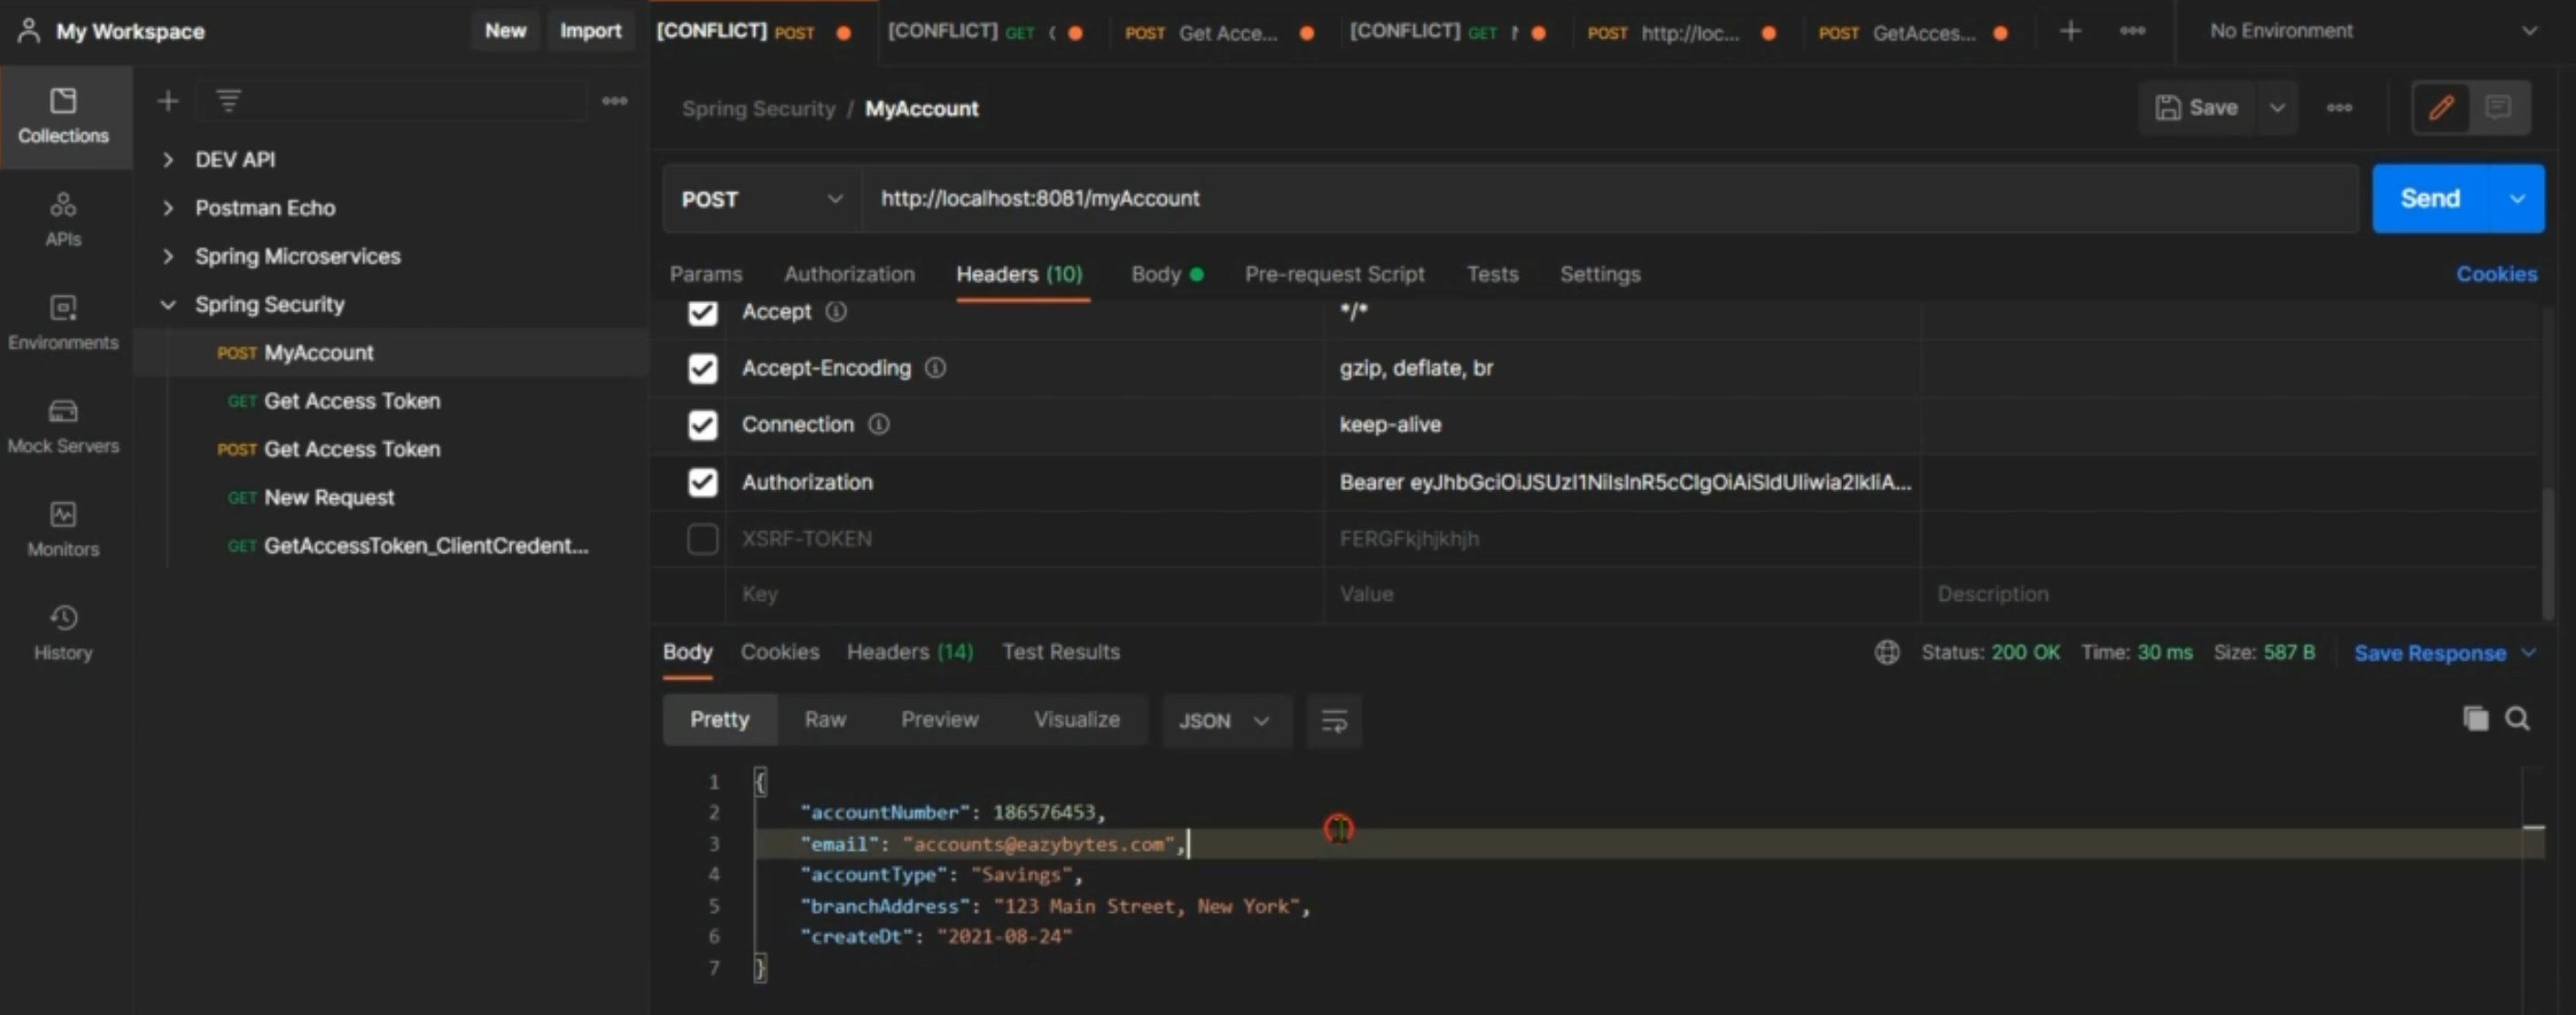 My Workspace New Import
[CONFLICT] POST [CONFLICT] GET POST Get Acce... [CONFLICT] GET POST http://loc... POST GetAcces... No Environment
Collections
APIs
Environments
Mock Servers
Monitors
History
DEV API
Postman Echo
Spring Microservices
Spring Security
POST MyAccount
GET Get Access Token
POST Get Access Token
GET New Request
GET GetAccessToken_ClientCredent...
Spring Security / MyAccount Save
POST http://localhost:8081/myAccount Send
Params Authorization Headers (10) Body Pre-request Script Tests Settings Cookies
Accept */*
Accept-Encoding gzip, deflate, br
Connection keep-alive
Authorization Bearer
XSRF-TOKEN FERGFkjhjkhjh
Key Value Description
Body Cookies Headers (14) Test Results Status: 200 OK Time: 30 ms Size: 587 B Save Response
Pretty Raw Preview Visualize JSON
1 {
2 "accountNumber": 186576453,
3 "email": "accounts@eazybytes.com",
4 "accountType": "Savings",
5 "branchAddress": "123 Main Street, New York",
6 "createDt": "2021-08-24"
7 }